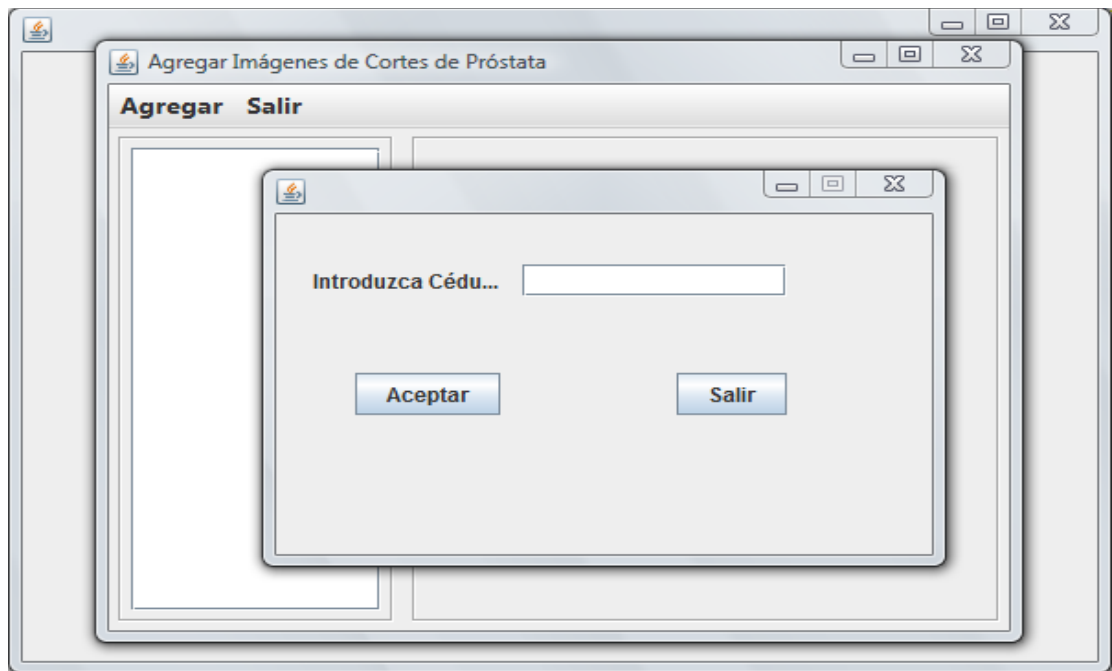 Agregar Imágenes de Cortes de Próstata
Agregar Salir
Introduzca Cédu...
Aceptar Salir